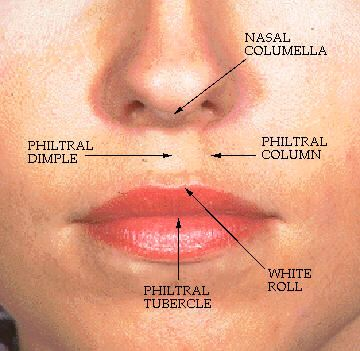 NASAL
COLUMELLA
PHILTRAL
DIMPLE
PHILTRAL
COLUMN
WHITE
ROLL
PHILTRAL
TUBERCLE